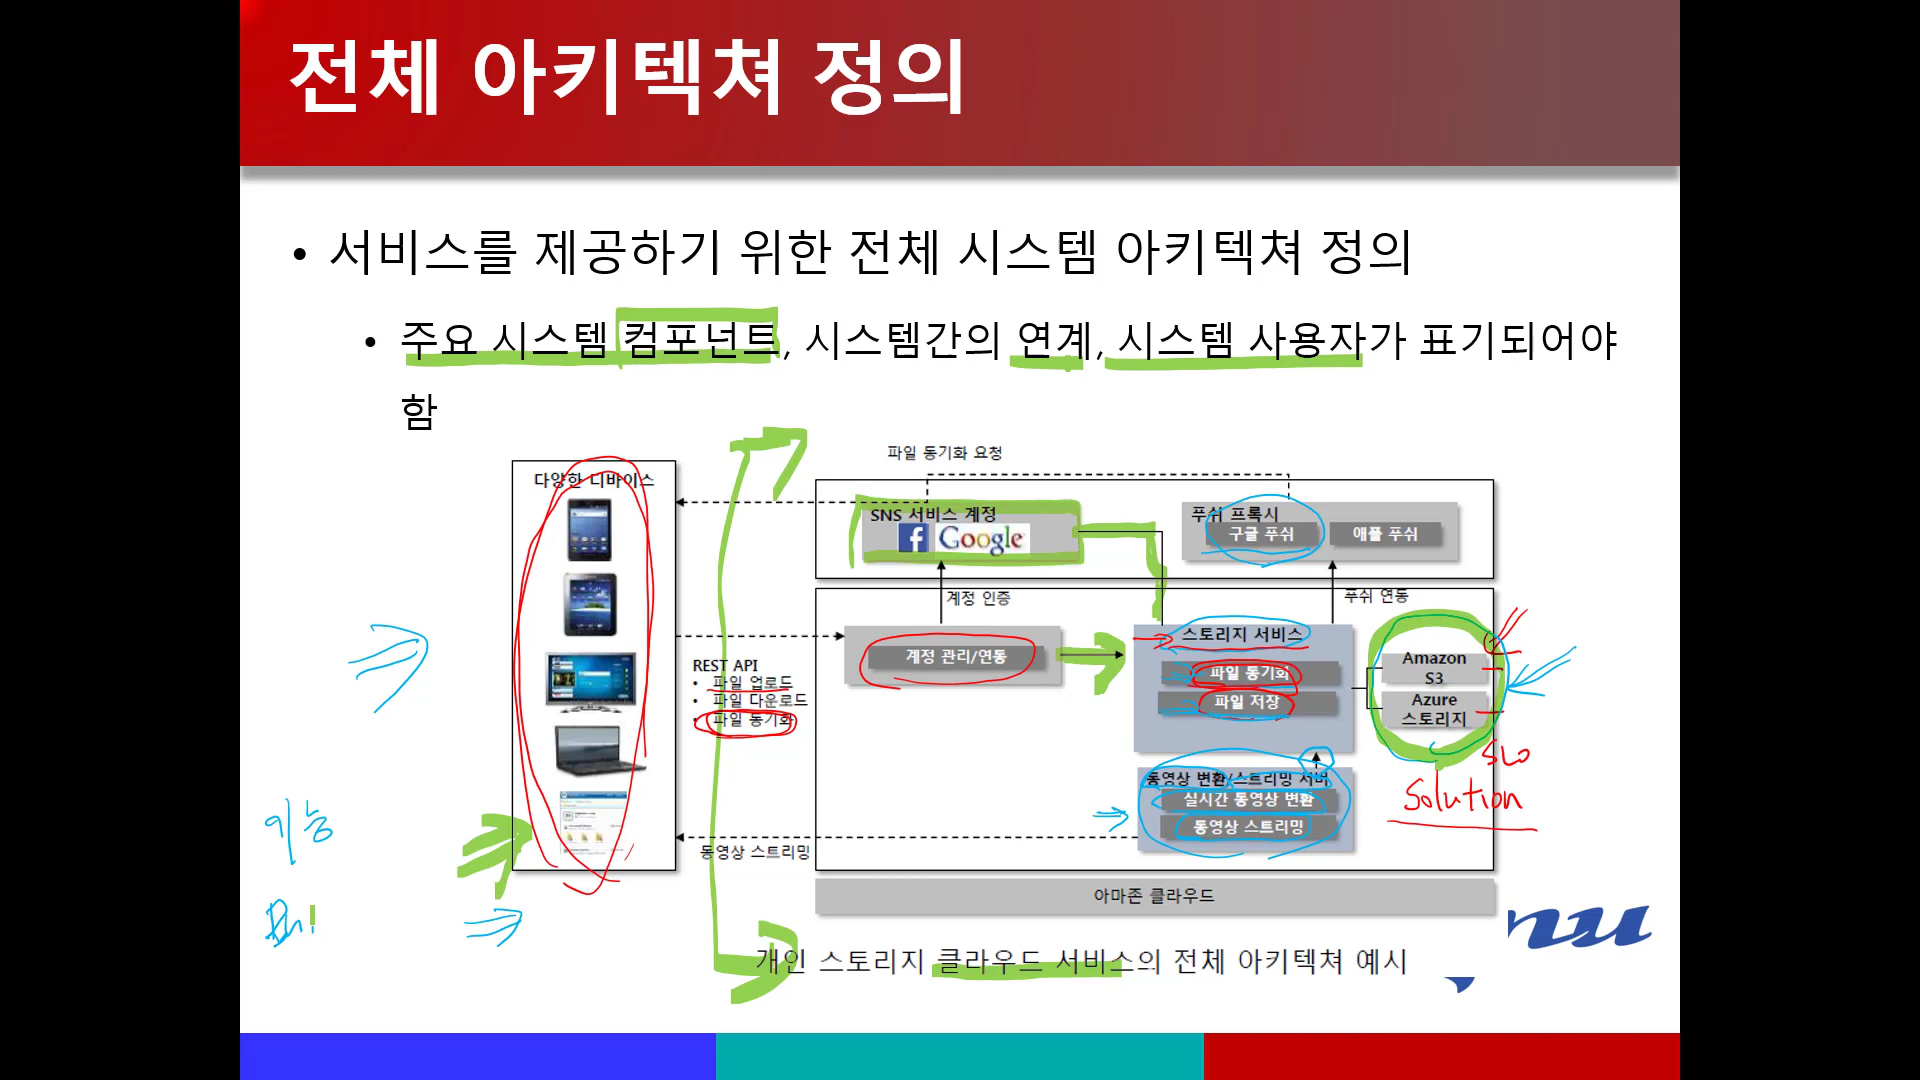 전체 아키텍쳐 정의
• 서비스를 제공하기 위한 전체 시스템 아키텍쳐 정의
• 주요 시스템 컴포넌트, 시스템간의 연계, 시스템 사용자가 표기되어야
함
파일 동기화 요청
다양한 디바이스
SNS 서비스 계정
Google
푸쉬 프록시
구글 푸쉬
애플 푸쉬
계정 인증
푸쉬 연동
계정 관리/연동
REST API
• 파일 업로드
• 파일 다운로드
• 파일 동기화
스토리지 서비스
파일 동기화
파일 저장
Amazon
S3
Azure
스토리지
SLO
Solution
동영상 변환/스트리밍 서버
실시간 동영상 변환
동영상 스트리밍
동영상 스트리밍
아마존 클라우드
기능
개인 스토리지 클라우드 서비스의 전체 아키텍쳐 예시
nu